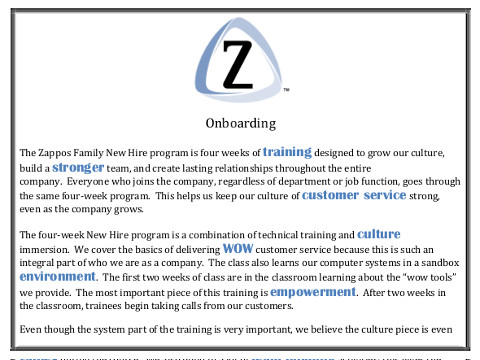 Z
™
Onboarding
The Zappos Family New Hire program is four weeks of training designed to grow our culture,
build a stronger team, and create lasting relationships throughout the entire
company. Everyone who joins the company, regardless of department or job function, goes through
the same four-week program. This helps us keep our culture of customer service strong,
even as the company grows.
The four-week New Hire program is a combination of technical training and culture
immersion. We cover the basics of delivering WOW customer service because this is such an
integral part of who we are as a company. The class also learns our computer systems in a sandbox
environment. The first two weeks of class are in the classroom learning about the "wow tools"
we provide. The most important piece of this training is empowerment. After two weeks in
the classroom, trainees begin taking calls from our customers.
Even though the system part of the training is very important, we believe the culture piece is even